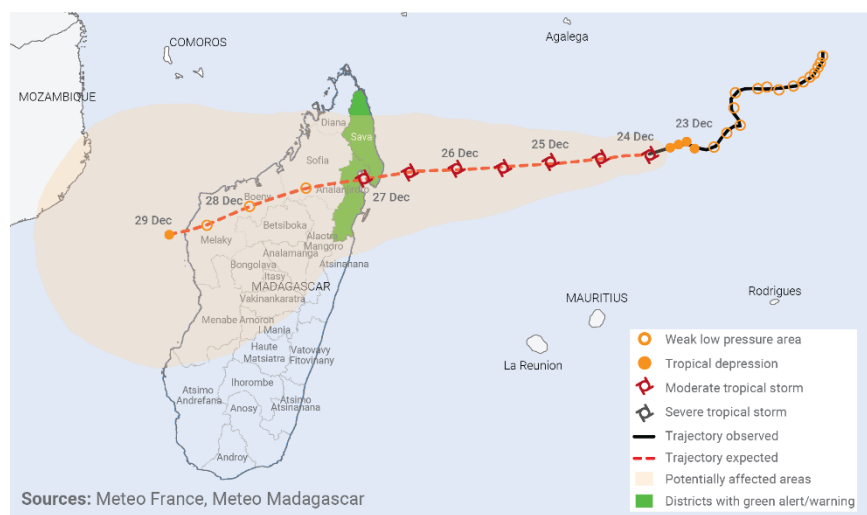 Agalega
COMOROS
MOZAMBIQUE
Diana
Sava
23 Dec
24 Dec
25 Dec
26 Dec
Sofia
27 Dec
28 Dec
Boeny
Analanjirofo
29 Dec
Melaky
Betsiboka
Alaotra
Mangoro
Analamanga
Bongolava
Atsinanana
Itasy
MADAGASCAR
Vakinankaratra
MAURITIUS
Rodrigues
Menabe
Amoron
I Mania
La Reunion
Haute
Matsiatra
Vatovavy
Fitovinany
Ihorombe
Atsimo
Andrefana
Atsimo
Atsinanana
Anosy
Androy
Weak low pressure area
Tropical depression
Moderate tropical storm
Severe tropical storm
Trajectory observed
Trajectory expected
Potentially affected areas
Districts with green alert/warning
Sources: Meteo France, Meteo Madagascar